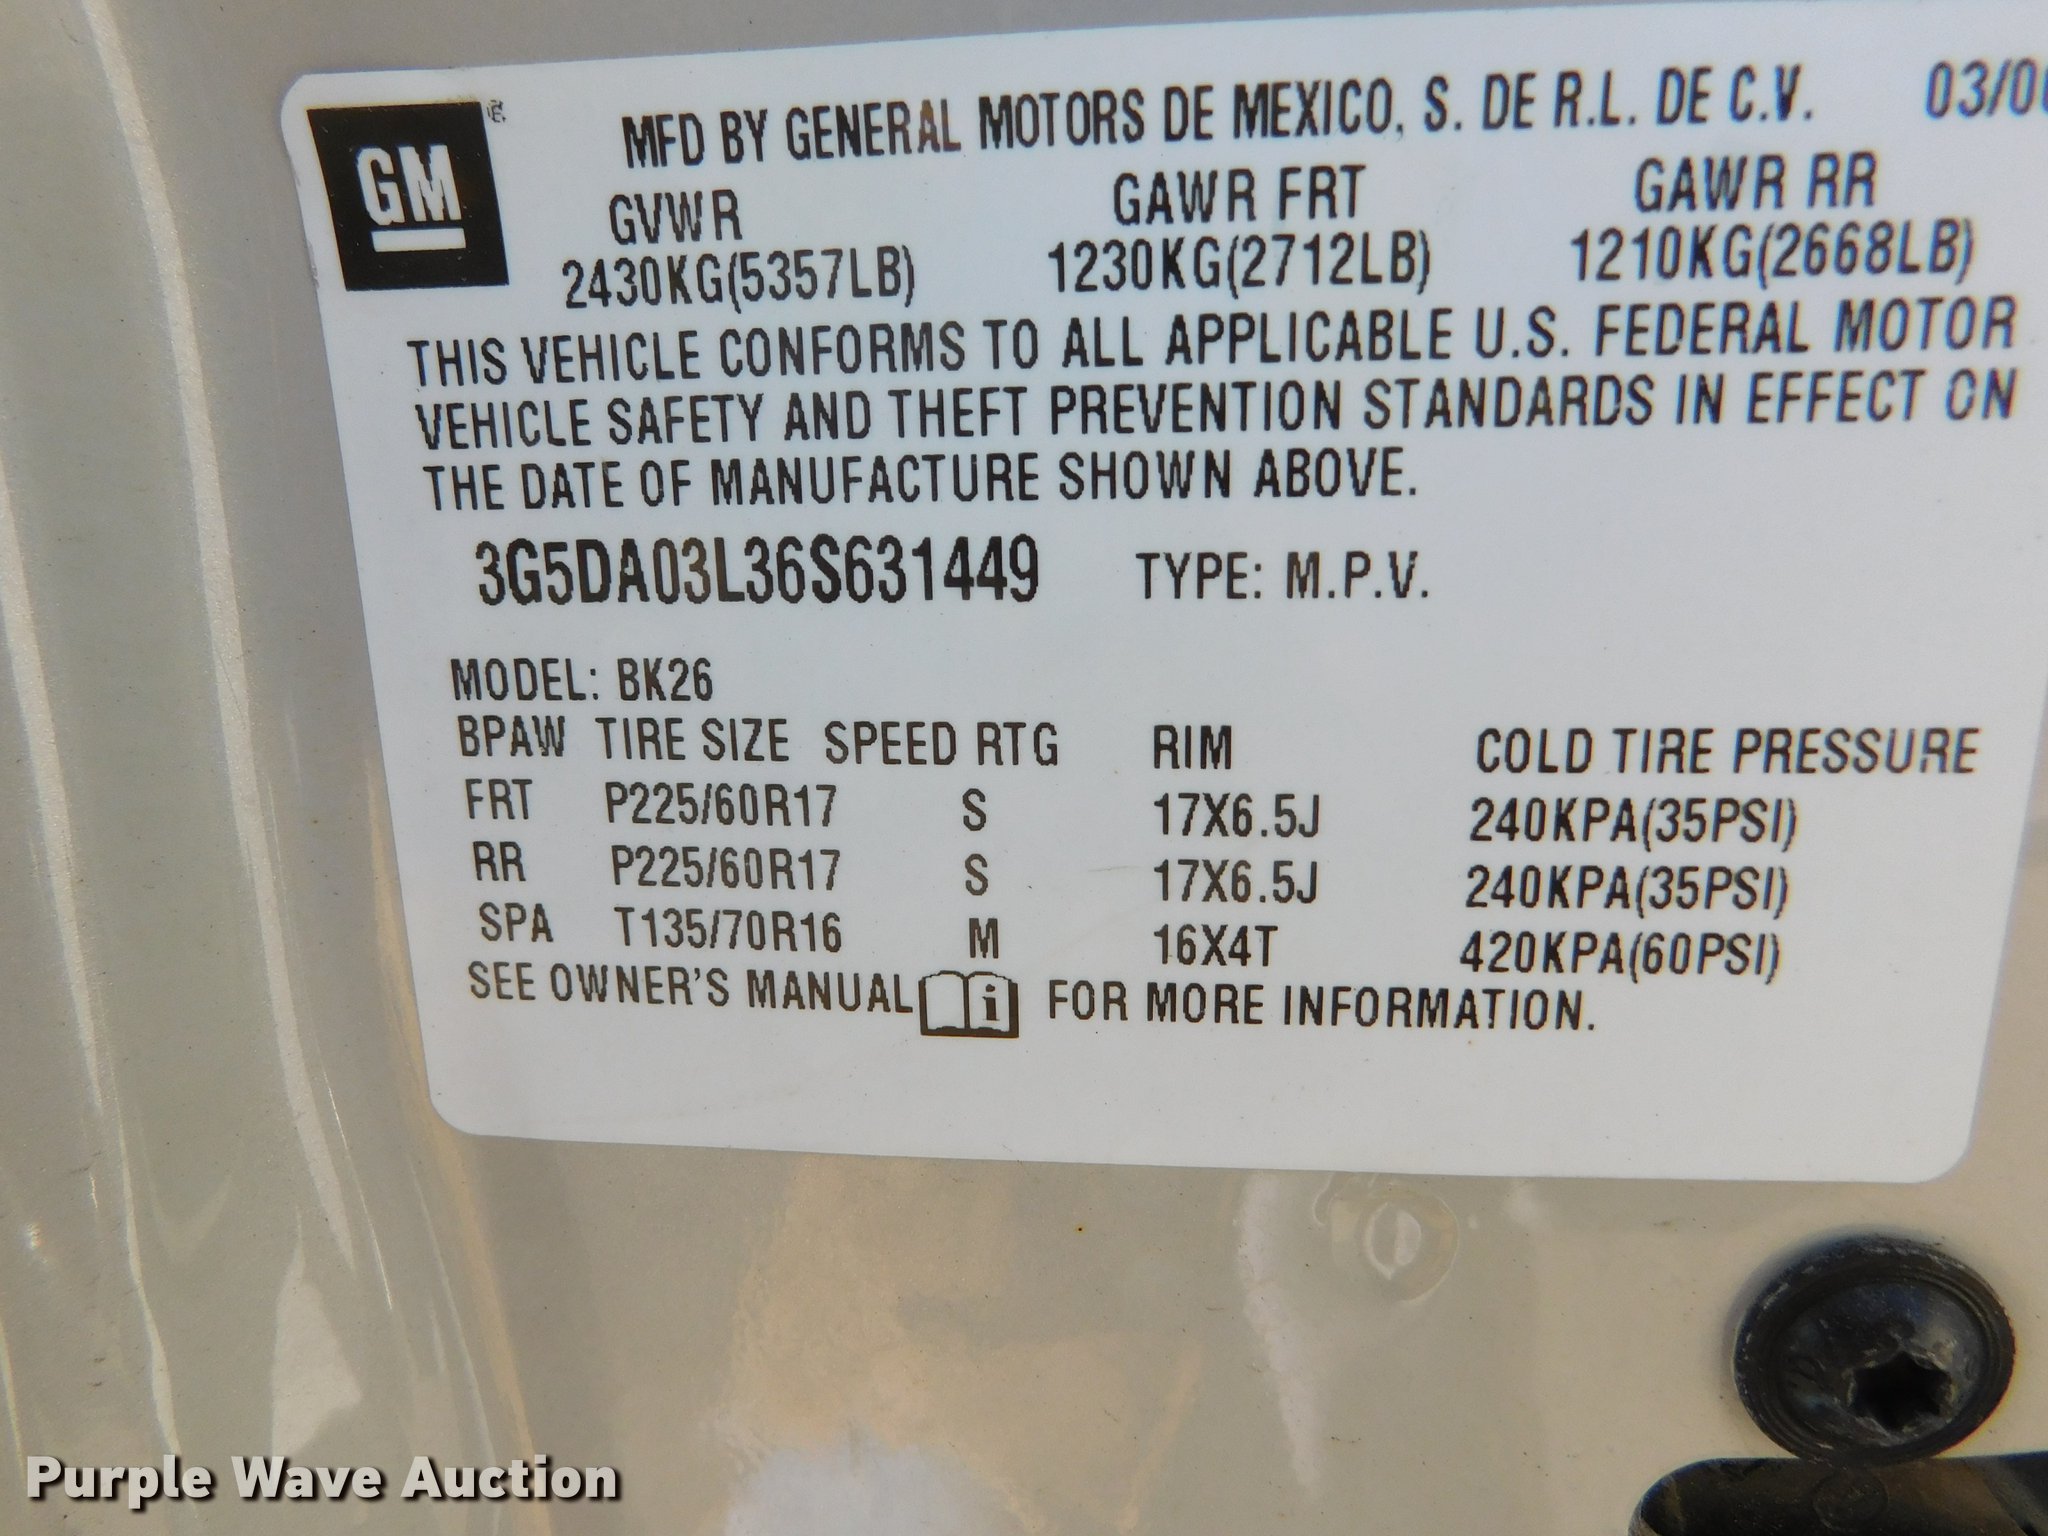 GM
MFD BY GENERAL MOTORS DE MEXICO, S. DE R.L. DE C.V. 03/0
GVWR GAWR FRT GAWR RR
2430KG(5357LB) 1230KG(2712LB) 1210KG(2668LB)
THIS VEHICLE CONFORMS TO ALL APPLICABLE U.S. FEDERAL MOTOR
VEHICLE SAFETY AND THEFT PREVENTION STANDARDS IN EFFECT ON
THE DATE OF MANUFACTURE SHOWN ABOVE.
3G5DA03L36S631449 TYPE: M.P.V.
MODEL: BK26
BPAW TIRE SIZE SPEED RTG RIM COLD TIRE PRESSURE
FRT P225/60R17 S 17X6.5J 240KPA(35PSI)
RR P225/60R17 S 17X6.5J 240KPA(35PSI)
SPA T135/70R16 M 16X4T 420KPA(60PSI)
SEE OWNER'S MANUAL i FOR MORE INFORMATION.
Purple Wave Auction